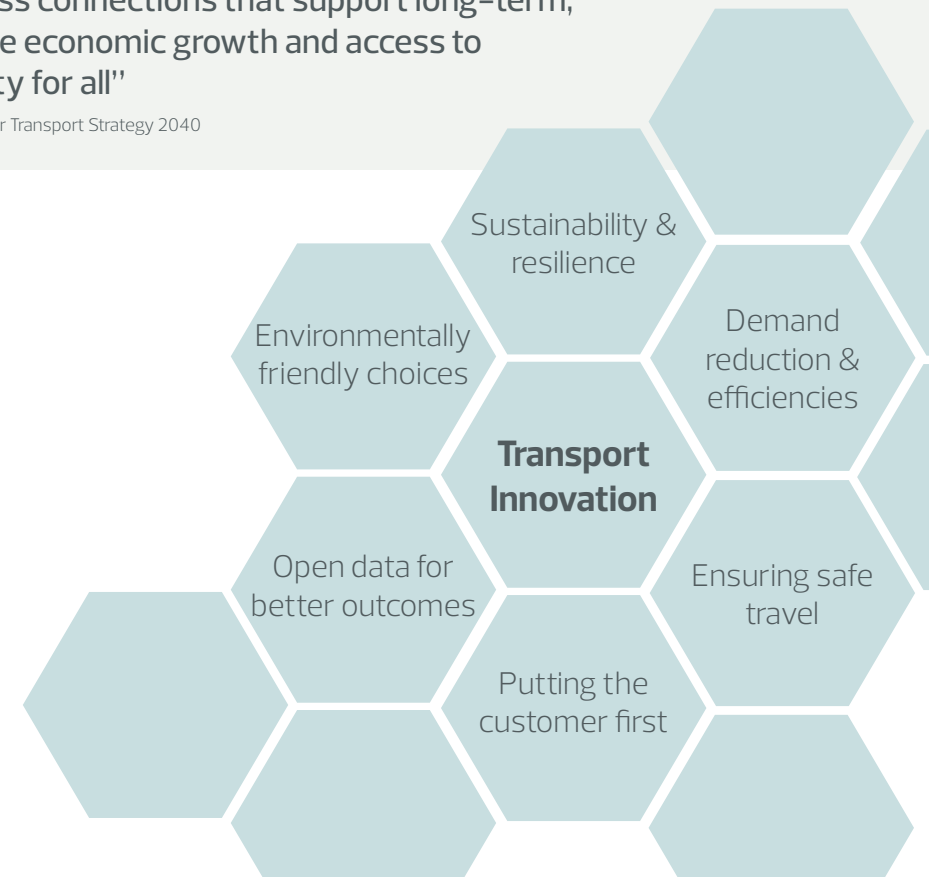 ss connections that support long-term,
e economic growth and access to
ty for all”
r Transport Strategy 2040
Sustainability &
resilience
Environmentally
friendly choices
Demand
reduction &
efficiencies
Transport
Innovation
Open data for
better outcomes
Ensuring safe
travel
Putting the
customer first